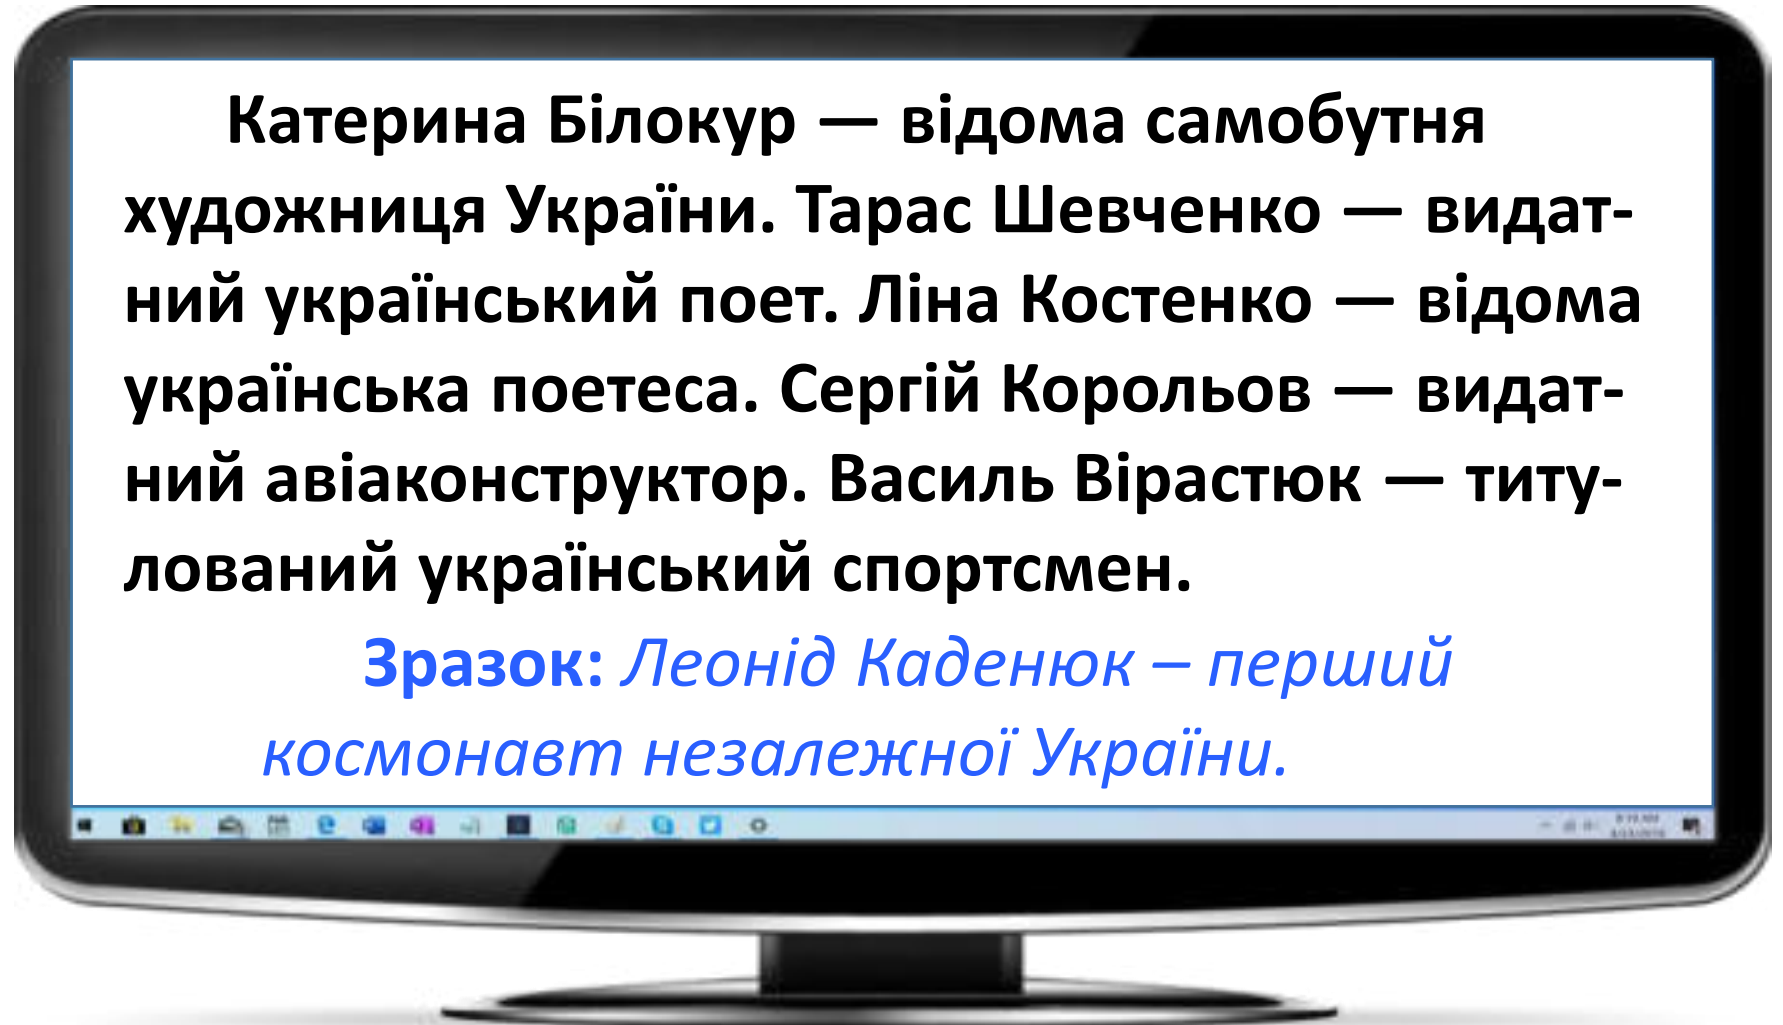 Катерина Білокур — відома самобутня
художниця України. Тарас Шевченко — видат-
ний український поет. Ліна Костенко — відома
українська поетеса. Сергій Корольов — видат-
ний авіаконструктор. Василь Вірастюк — титу-
лований український спортсмен.
Зразок: Леонід Каденюк – перший
космонавт незалежної України.